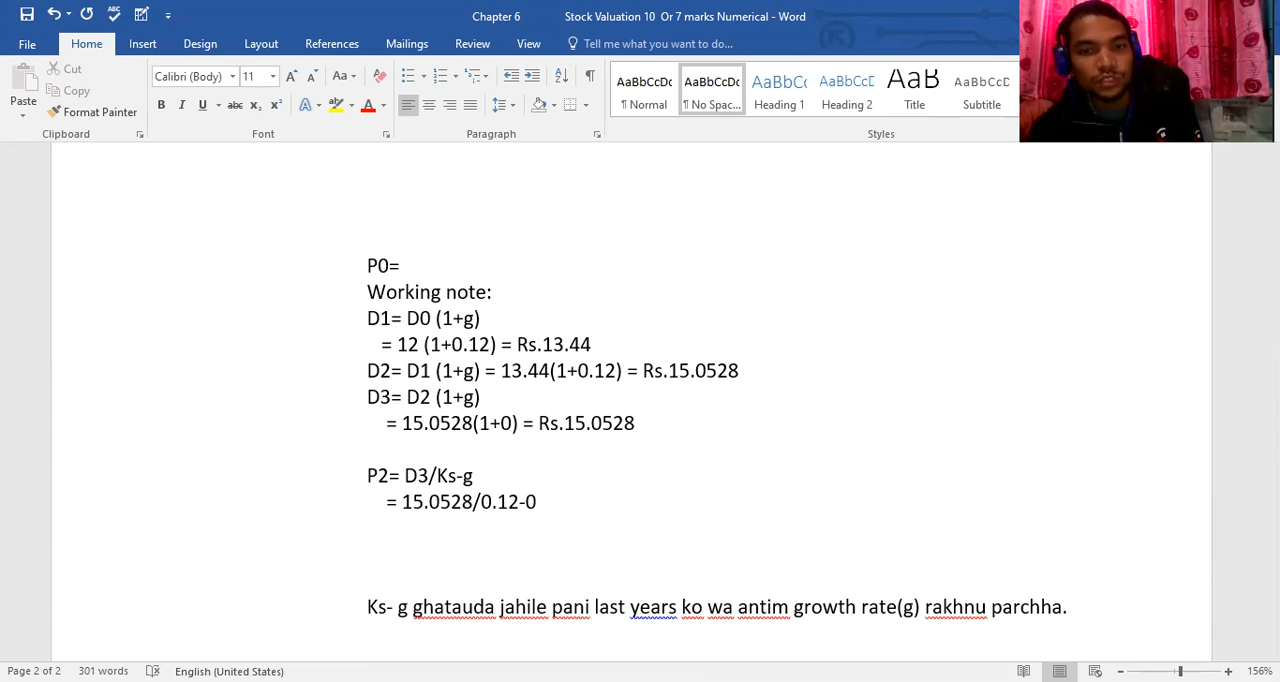 Chapter 6 Stock Valuation 10 Or 7 marks Numerical - Word
File Home Insert Design Layout References Mailings Review View Tell me what you want to do...
Cut
Copy
Paste
Format Painter
Calibri (Body) 11
AaBbCcDc AaBbCcDc AaBbC AaBbCcD AaB AaBbCcD
¶ Normal ¶ No Spac... Heading 1 Heading 2 Title Subtitle
Clipboard Font Paragraph Styles
P0=
Working note:
D1= D0 (1+g)
= 12 (1+0.12) = Rs.13.44
D2= D1 (1+g) = 13.44(1+0.12) = Rs.15.0528
D3= D2 (1+g)
= 15.0528(1+0) = Rs.15.0528
P2= D3/Ks-g
= 15.0528/0.12-0
Ks- g ghatauda jahile pani last years ko wa antim growth rate(g) rakhnu parchha.
Page 2 of 2 301 words English (United States) 156%